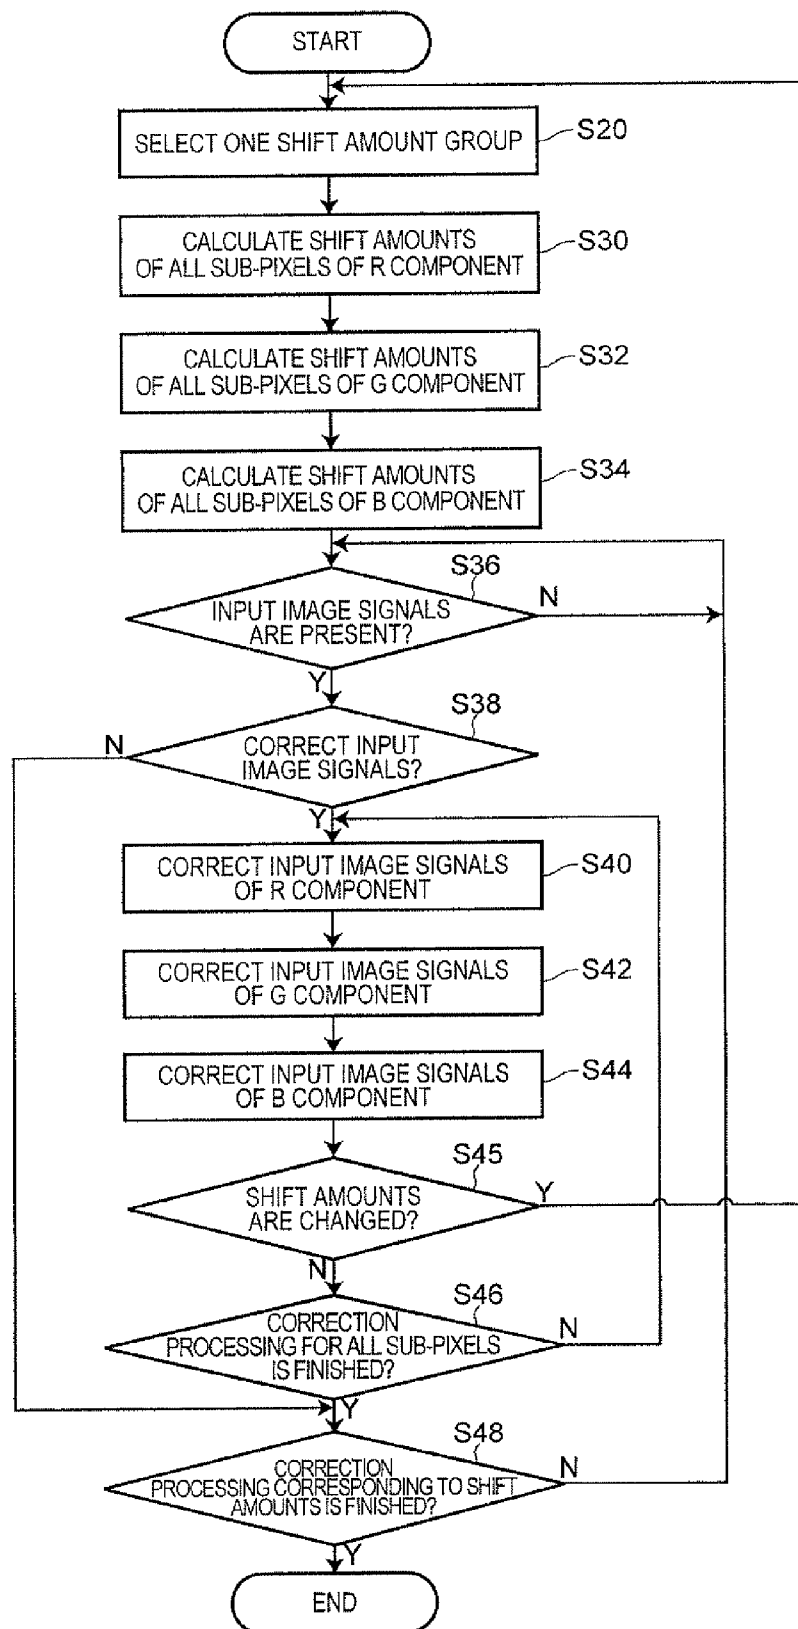 START
SELECT ONE SHIFT AMOUNT GROUP
S20
CALCULATE SHIFT AMOUNTS
OF ALL SUB-PIXELS OF R COMPONENT
S30
CALCULATE SHIFT AMOUNTS
OF ALL SUB-PIXELS OF G COMPONENT
S32
CALCULATE SHIFT AMOUNTS
OF ALL SUB-PIXELS OF B COMPONENT
S34
S36
INPUT IMAGE SIGNALS
ARE PRESENT?
N
Y
S38
N
CORRECT INPUT
IMAGE SIGNALS?
Y
CORRECT INPUT IMAGE SIGNALS
OF R COMPONENT
S40
CORRECT INPUT IMAGE SIGNALS
OF G COMPONENT
S42
CORRECT INPUT IMAGE SIGNALS
OF B COMPONENT
S44
S45
SHIFT AMOUNTS
ARE CHANGED?
Y
N
S46
CORRECTION
PROCESSING FOR ALL SUB-PIXELS
IS FINISHED?
N
Y
S48
CORRECTION
PROCESSING CORRESPONDING TO SHIFT
AMOUNTS IS FINISHED?
N
Y
END